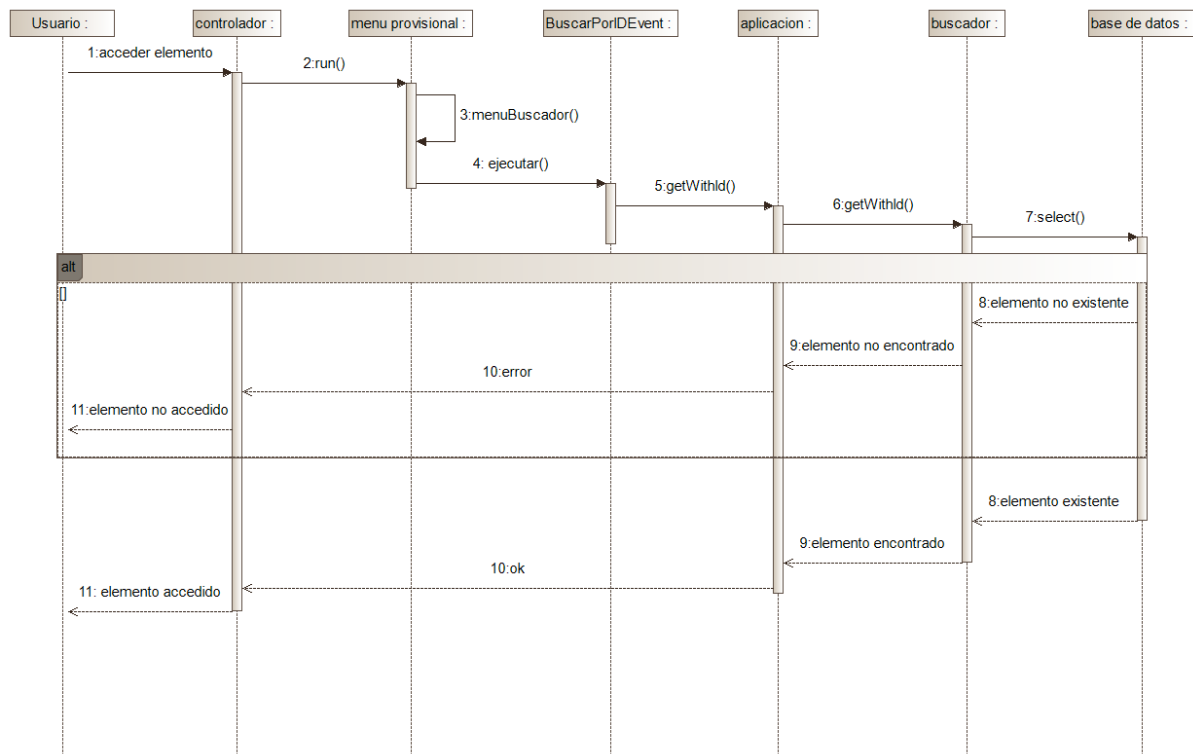 Usuario :
controlador :
menu provisional :
BuscarPorIDEvent :
aplicacion :
buscador :
base de datos :
1:acceder elemento
2:run()
3:menuBuscador()
4: ejecutar()
5:getWithId()
6:getWithId()
7:select()
alt
[]
8:elemento no existente
9:elemento no encontrado
10:error
11:elemento no accedido
8:elemento existente
9:elemento encontrado
10:ok
11: elemento accedido